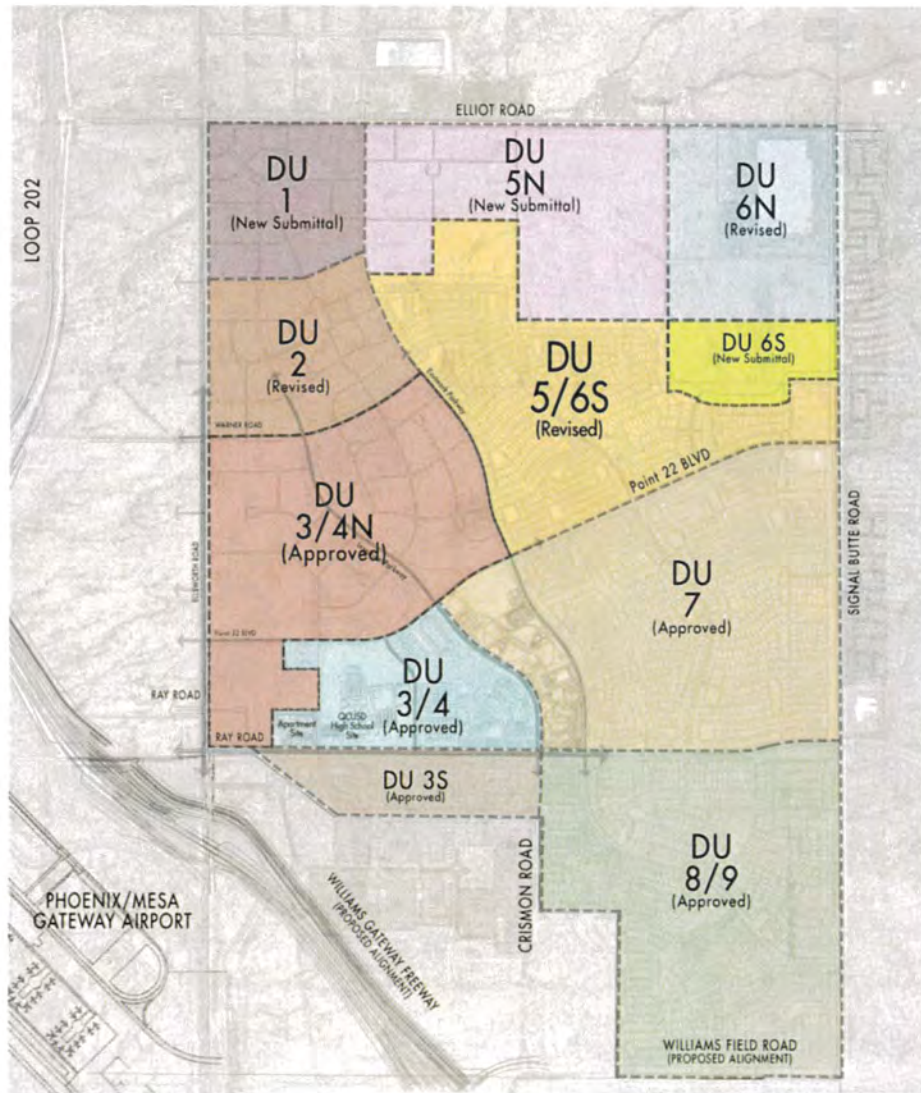 ELLIOT ROAD
LOOP 202
DU
1
(New Submittal)
DU
5N
(New Submittal)
DU
6N
(Revised)
DU
2
(Revised)
DU 6S
(New Submittal)
DU
5/6S
(Revised)
WARNER ROAD
Point 22 BLVD
DU
3/4N
(Approved)
ELLSWORTH ROAD
DU
7
(Approved)
SIGNAL BUTTE ROAD
Point 22 BLVD
DU
3/4
(Approved)
RAY ROAD
Apartment
Site
QCUSD
High School
Site
RAY ROAD
DU 3S
(Approved)
DU
8/9
(Approved)
CRISMON ROAD
PHOENIX/MESA
GATEWAY AIRPORT
WILLIAMS GATEWAY FREEWAY
(PROPOSED ALIGNMENT)
WILLIAMS FIELD ROAD
(PROPOSED ALIGNMENT)